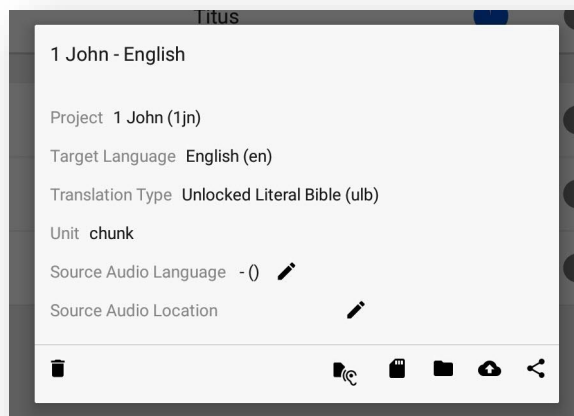 Titus
1 John - English
Project 1 John (1jn)
Target Language English (en)
Translation Type Unlocked Literal Bible (ulb)
Unit chunk
Source Audio Language - ()
Source Audio Location